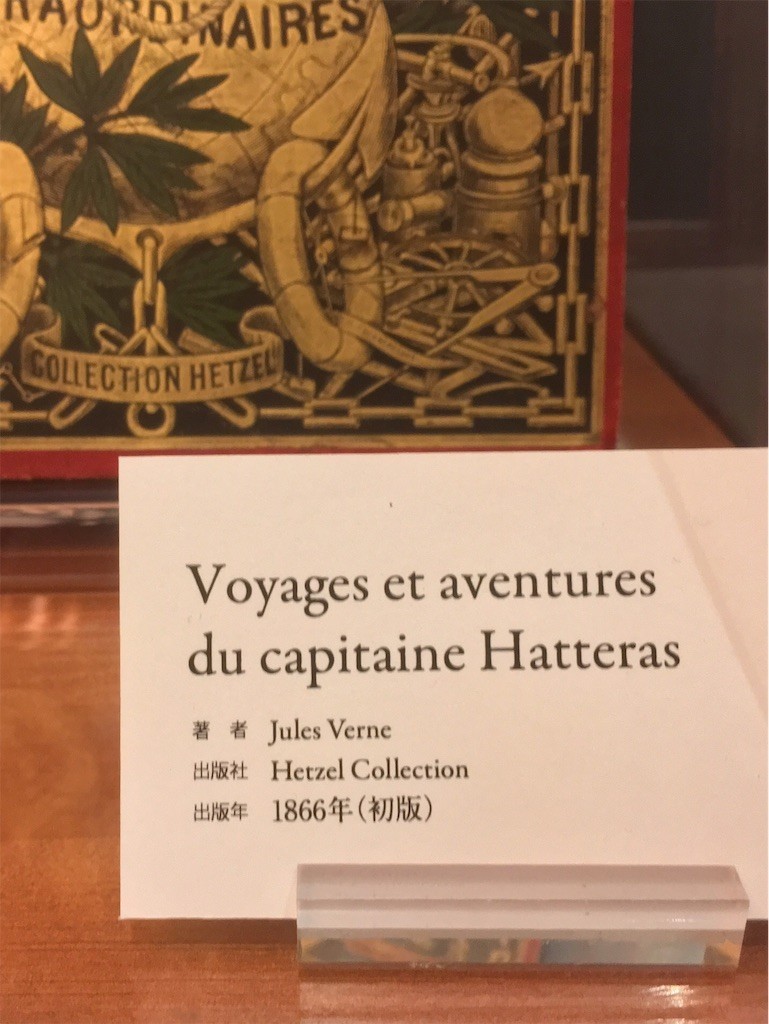 RAORDINAIRES
COLLECTION HETZEL
Voyages et aventures
du capitaine Hatteras
著　者 Jules Verne
出版社 Hetzel Collection
出版年 1866年（初版）